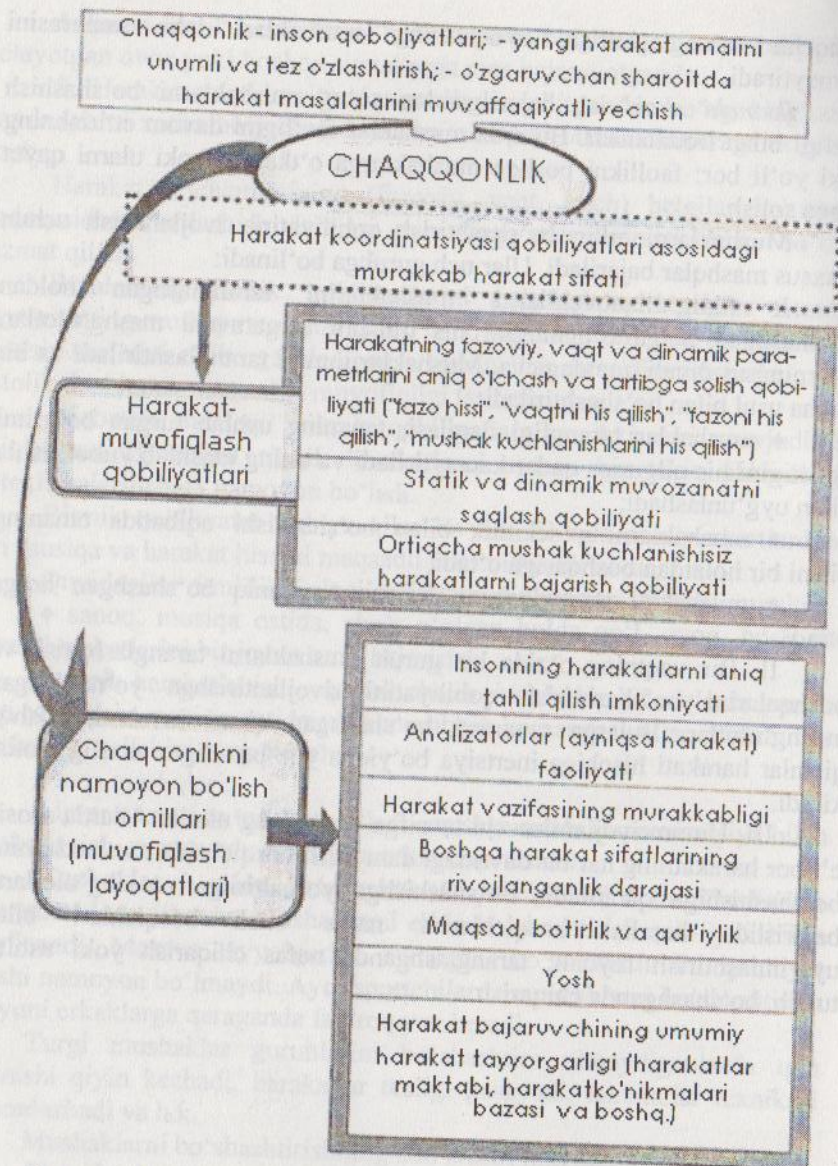 Chaqqonlik - inson qoboliyatlari; - yangi harakat amalini
unumli va tez o'zlashtirish; - o'zgaruvchan sharoitda
harakat masalalarini muvaffaqiyatli yechish
CHAQQONLIK
Harakat koordinatsiyasi qobiliyatlari asosidagi
murakkab harakat sifati
Harakat-
muvofiqlash
qobiliyatlari
Harakatning fazoviy, vaqt va dinamik para-
metrlarini aniq o'lchash va tartibga solish qobi-
liyati ("fazo hissi", "vaqtni his qilish", "fazoni his
qilish", "mushak kuchlanishlarini his qilish")
Statik va dinamik muvozanatni
saqlash qobiliyati
Ortiqcha mushak kuchlanishisiz
harakatlarni bajarish qobiliyati
Chaqqonlikni
namoyon bo'lish
omillari
(muvofiqlash
layoqatlari)
Insonning harakatlarni aniq
tahlil qilish imkoniyati
Analizatorlar (ayniqsa harakat)
faoliyati
Harakat vazifasining murakkabligi
Boshqa harakat sifatlarining
rivojlanganlik darajasi
Maqsad, botirlik va qat'iylik
Yosh
Harakat bajaruvchining umumiy
harakat tayyorgarligi (harakatlar
maktabi, harakatko'nikmalari
bazasi va boshq.)